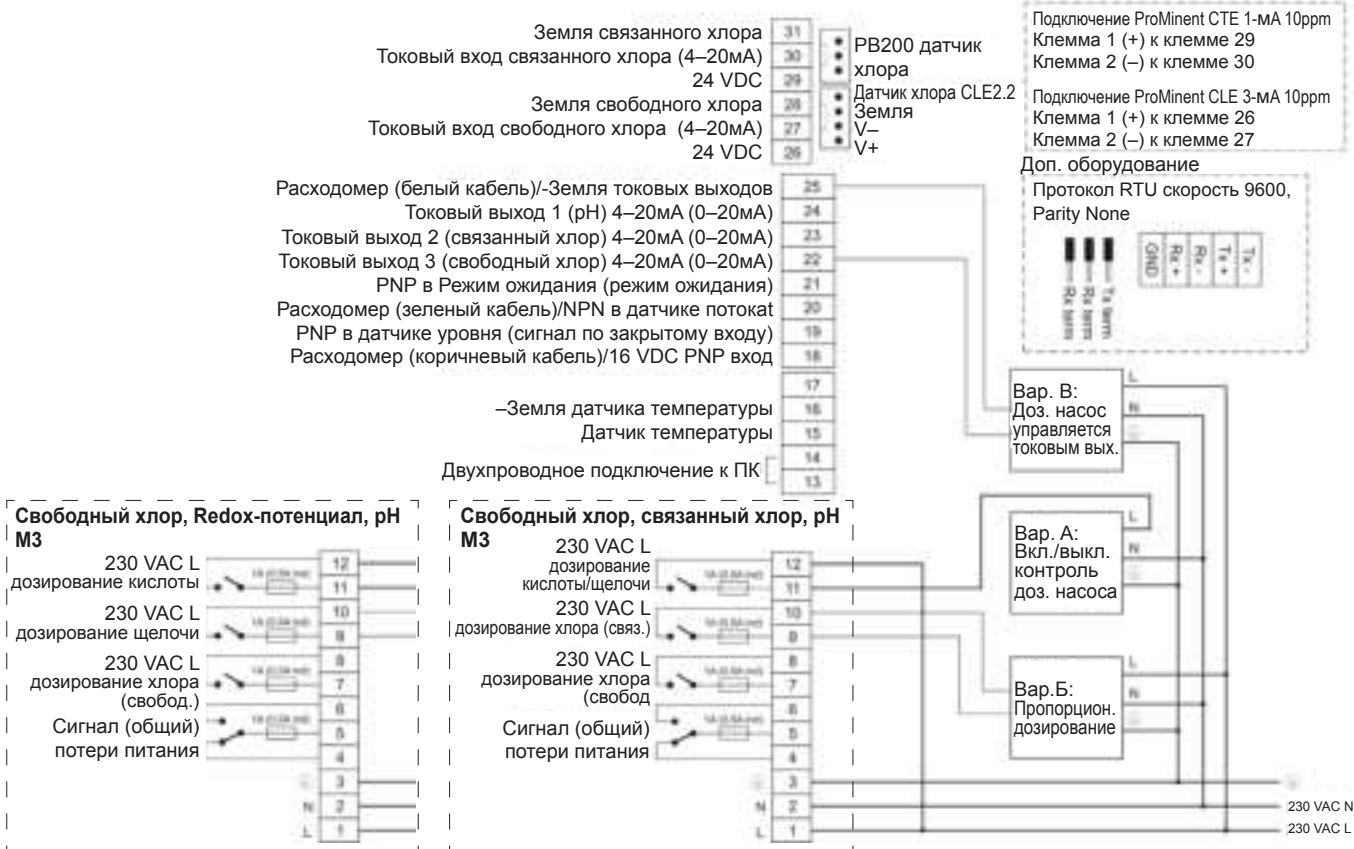 Земля связанного хлора 31
Токовый вход связанного хлора (4–20мА) 30
24 VDC 29
Земля свободного хлора 28
Токовый вход свободного хлора (4–20мА) 27
24 VDC 26
PB200 датчик
хлора
Датчик хлора CLE2.2
Земля
V–
V+
Подключение ProMinent CTE 1-мА 10ppm
Клемма 1 (+) к клемме 29
Клемма 2 (–) к клемме 30
Подключение ProMinent CLE 3-мА 10ppm
Клемма 1 (+) к клемме 26
Клемма 2 (–) к клемме 27
Доп. оборудование
Протокол RTU скорость 9600,
Parity None
Rx term
Rx term
Tx term
GND
Rx +
Rx -
Tx +
Tx -
Расходомер (белый кабель)/-Земля токовых выходов 25
Токовый выход 1 (pH) 4–20мА (0–20мА) 24
Токовый выход 2 (связанный хлор) 4–20мА (0–20мА) 23
Токовый выход 3 (свободный хлор) 4–20мА (0–20мА) 22
PNP в Режим ожидания (режим ожидания) 21
Расходомер (зеленый кабель)/NPN в датчике потокаt 20
PNP в датчике уровня (сигнал по закрытому входу) 19
Расходомер (коричневый кабель)/16 VDC PNP вход 18
17
–Земля датчика температуры 16
Датчик температуры 15
Двухпроводное подключение к ПК 14
13
Вар. В:
Доз. насос
управляется
токовым вых.
L
N
Вар. А:
Вкл./выкл.
контроль
доз. насоса
L
N
Вар.Б:
Пропорцион.
дозирование
L
N
Свободный хлор, Redox-потенциал, pH
М3
230 VAC L
дозирование кислоты
230 VAC L
дозирование щелочи
230 VAC L
дозирование хлора
(свобод.)
Сигнал (общий)
потери питания
12
11
10
9
8
7
6
5
4
3
N 2
L 1
Свободный хлор, связанный хлор, pH
М3
230 VAC L
дозирование
кислоты/щелочи
230 VAC L
дозирование хлора (связ.)
230 VAC L
дозирование хлора
(свобод
Сигнал (общий)
потери питания
12
11
10
9
8
7
6
5
4
3
N 2
L 1
230 VAC N
230 VAC L